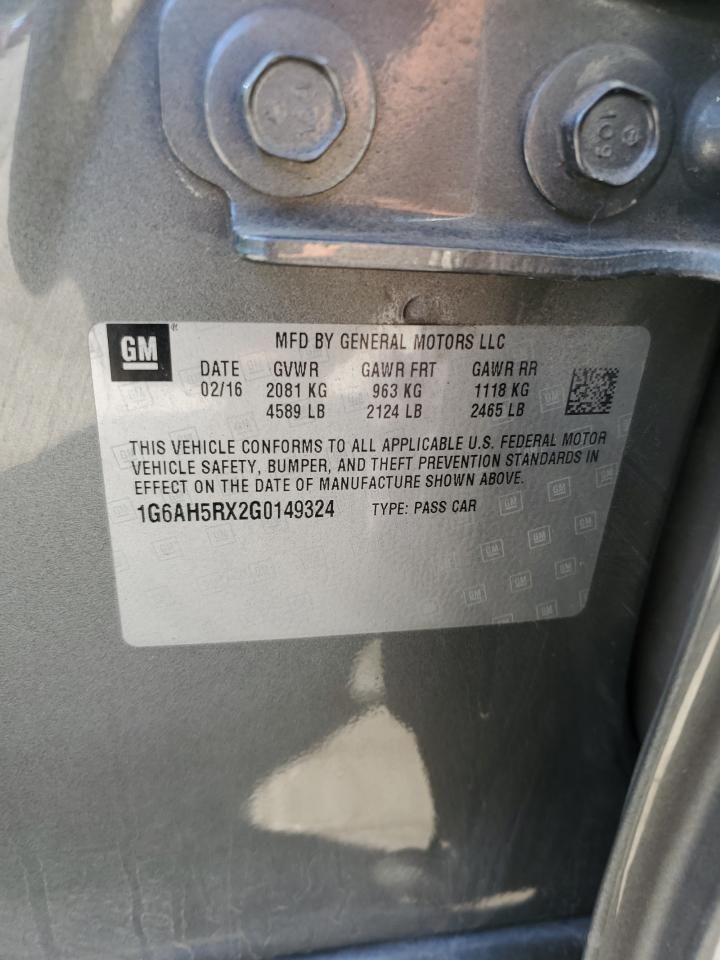 GM
MFD BY GENERAL MOTORS LLC
DATE GVWR GAWR FRT GAWR RR
02/16 2081 KG 963 KG 1118 KG
4589 LB 2124 LB 2465 LB
THIS VEHICLE CONFORMS TO ALL APPLICABLE U.S. FEDERAL MOTOR
VEHICLE SAFETY, BUMPER, AND THEFT PREVENTION STANDARDS IN
EFFECT ON THE DATE OF MANUFACTURE SHOWN ABOVE.
1G6AH5RX2G0149324 TYPE: PASS CAR